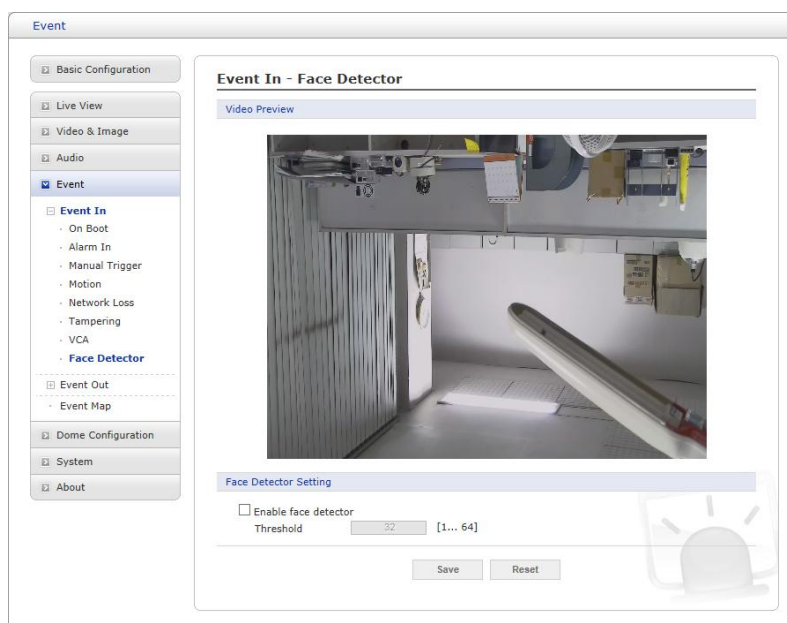 Event
Basic Configuration
Live View
Video & Image
Audio
Event
Event In
On Boot
Alarm In
Manual Trigger
Motion
Network Loss
Tampering
VCA
Face Detector
Event Out
Event Map
Dome Configuration
System
About
Event In - Face Detector
Video Preview
Face Detector Setting
Enable face detector
Threshold 32 [1... 64]
Save Reset